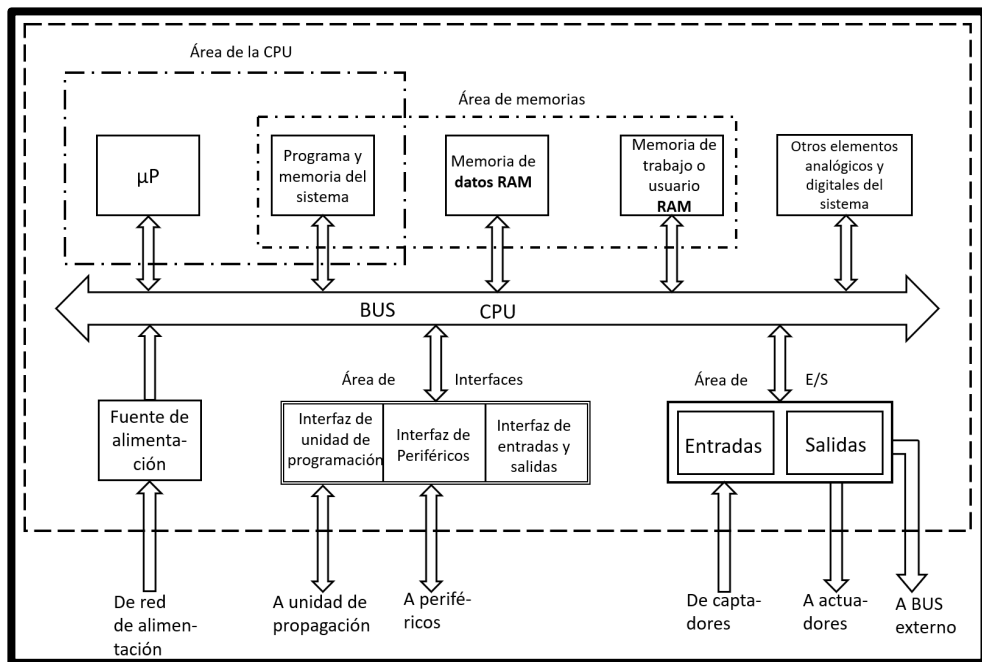 Área de la CPU
Área de memorias
µP
Programa y
memoria del
sistema
Memoria de
datos RAM
Memoria de
trabajo o
usuario
RAM
Otros elementos
analógicos y
digitales del
sistema
BUS CPU
Área de Interfaces
Área de E/S
Fuente de
alimenta-
ción
Interfaz de
unidad de
programación
Interfaz de
Periféricos
Interfaz de
entradas y
salidas
Entradas
Salidas
De red
de alimen-
tación
A unidad de
propagación
A perifé-
ricos
De capta-
dores
A actua-
dores
A BUS
externo